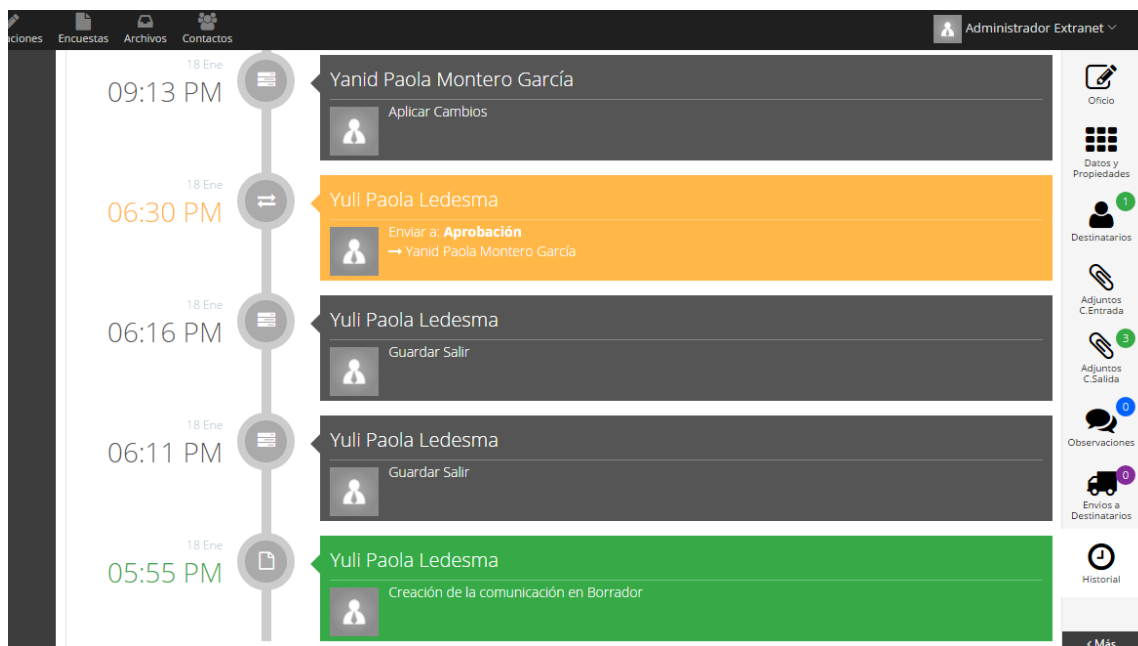 Encuestas
Archivos
Contactos
Administrador Extranet
18 Ene
09:13 PM
Yanid Paola Montero García
Aplicar Cambios
18 Ene
06:30 PM
Yuli Paola Ledesma
Enviar a: Aprobación
→ Yanid Paola Montero García
18 Ene
06:16 PM
Yuli Paola Ledesma
Guardar Salir
18 Ene
06:11 PM
Yuli Paola Ledesma
Guardar Salir
18 Ene
05:55 PM
Yuli Paola Ledesma
Creación de la comunicación en Borrador
Oficio
Datos y
Propiedades
1
Destinatarios
Adjuntos
C.Entrada
3
Adjuntos
C.Salida
0
Observaciones
0
Envios a
Destinatarios
Historial
< Más